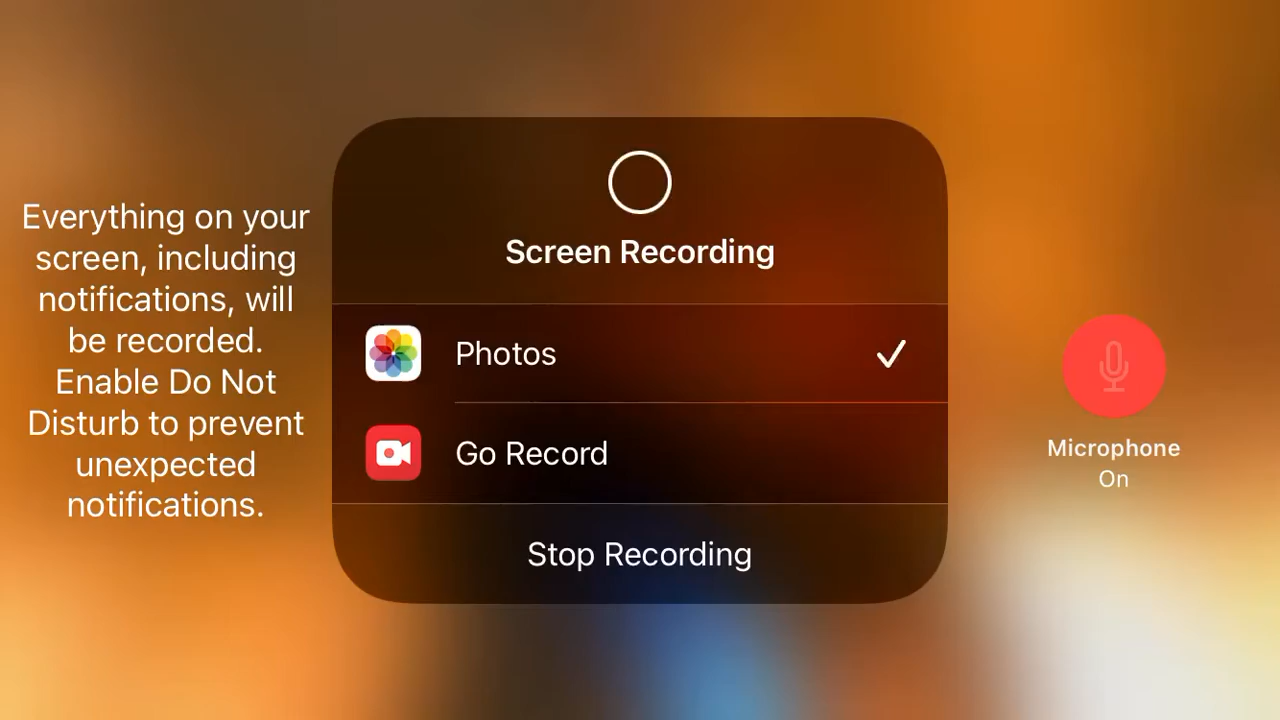 Everything on your
screen, including
notifications, will
be recorded.
Enable Do Not
Disturb to prevent
unexpected
notifications.
Screen Recording
Photos
Go Record
Stop Recording
Microphone
On